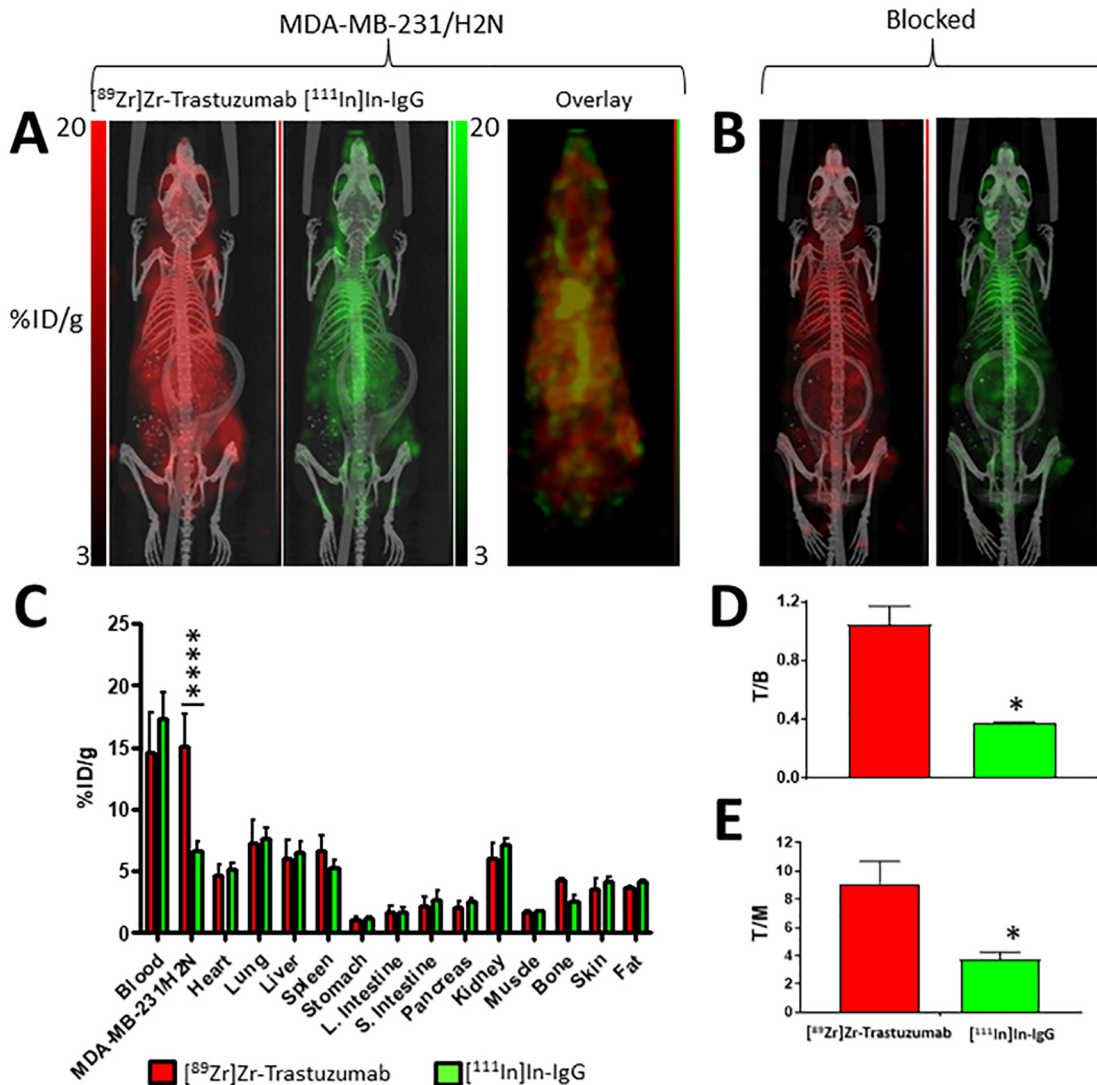 MDA-MB-231/H2N
Blocked
[⁸⁹Zr]Zr-Trastuzumab [¹¹¹In]In-IgG
Overlay
A
20
20
B
%ID/g
3
3
C
25
20
15
10
5
0
%ID/g
****
Blood
MDA-MB-231/H2N
Heart
Lung
Liver
Spleen
Stomach
L. Intestine
S. Intestine
Pancreas
Kidney
Muscle
Bone
Skin
Fat
[⁸⁹Zr]Zr-Trastuzumab
[¹¹¹In]In-IgG
D
1.2
0.8
0.4
0.0
T/B
*
E
12
10
8
6
4
2
0
T/M
*
[⁸⁹Zr]Zr-Trastuzumab
[¹¹¹In]In-IgG